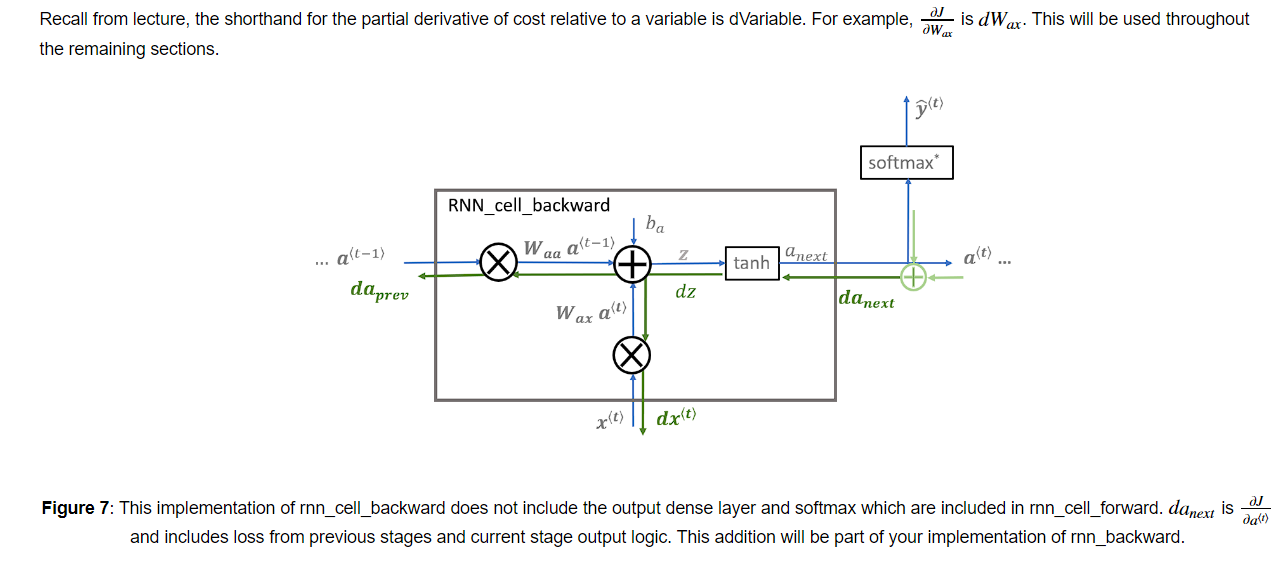 Recall from lecture, the shorthand for the partial derivative of cost relative to a variable is dVariable. For example, ∂J/∂W_ax is dW_ax. This will be used throughout
the remaining sections.
ŷ^⟨t⟩
softmax*
RNN_cell_backward
b_a
... a^⟨t−1⟩
W_aa a^⟨t−1⟩
z
tanh
a_next
a^⟨t⟩ ...
da_prev
dz
da_next
W_ax a^⟨t⟩
x^⟨t⟩
dx^⟨t⟩
Figure 7: This implementation of rnn_cell_backward does not include the output dense layer and softmax which are included in rnn_cell_forward. da_next is ∂J/∂a^⟨t⟩
and includes loss from previous stages and current stage output logic. This addition will be part of your implementation of rnn_backward.